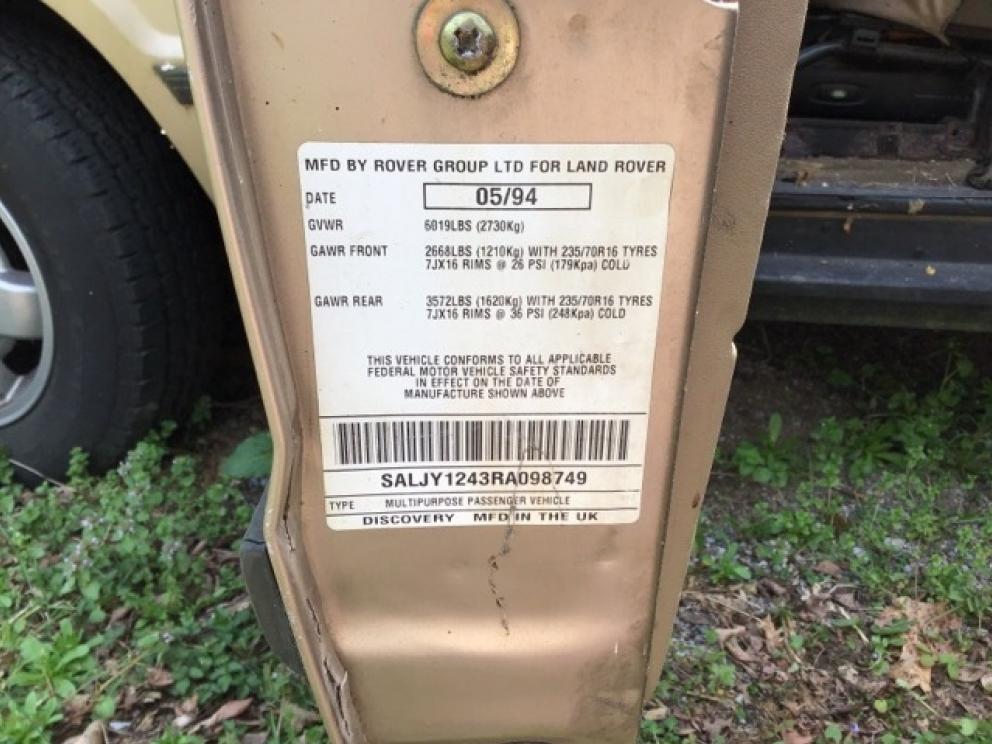 MFD BY ROVER GROUP LTD FOR LAND ROVER
DATE 05/94
GVWR 6019LBS (2730Kg)
GAWR FRONT 2668LBS (1210Kg) WITH 235/70R16 TYRES
7JX16 RIMS @ 26 PSI (179Kpa) COLD
GAWR REAR 3572LBS (1620Kg) WITH 235/70R16 TYRES
7JX16 RIMS @ 36 PSI (248Kpa) COLD
THIS VEHICLE CONFORMS TO ALL APPLICABLE
FEDERAL MOTOR VEHICLE SAFETY STANDARDS
IN EFFECT ON THE DATE OF
MANUFACTURE SHOWN ABOVE
SALJY1243RA098749
TYPE MULTIPURPOSE PASSENGER VEHICLE
DISCOVERY MFD IN THE UK